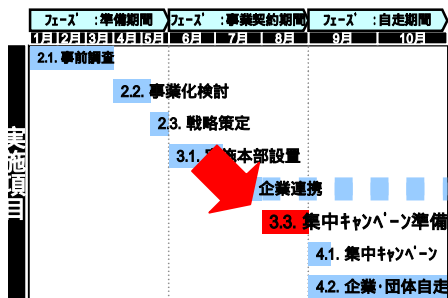 ﾌｪｰｽﾞ :準備期間 ﾌｪｰｽﾞ :事業契約期間 ﾌｪｰｽﾞ :自走期間
1月 2月 3月 4月 5月 6月 7月 8月 9月 10月
実施項目
2.1. 事前調査
2.2. 事業化検討
2.3. 戦略策定
3.1. 施本部設置
企業連携
3.3. 集中ｷｬﾝﾍﾟｰﾝ準備
4.1. 集中ｷｬﾝﾍﾟｰﾝ
4.2. 企業・団体自走